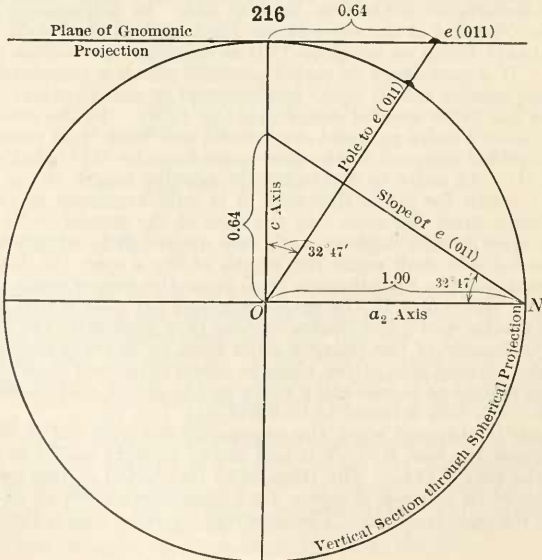 216
0.64
Plane of Gnomonic
Projection
e (011)
Pole to e (011)
Slope of e (011)
c Axis
0.64
32°47′
1.00
32°47′
O
N
a₂ Axis
Vertical Section through Spherical Projection